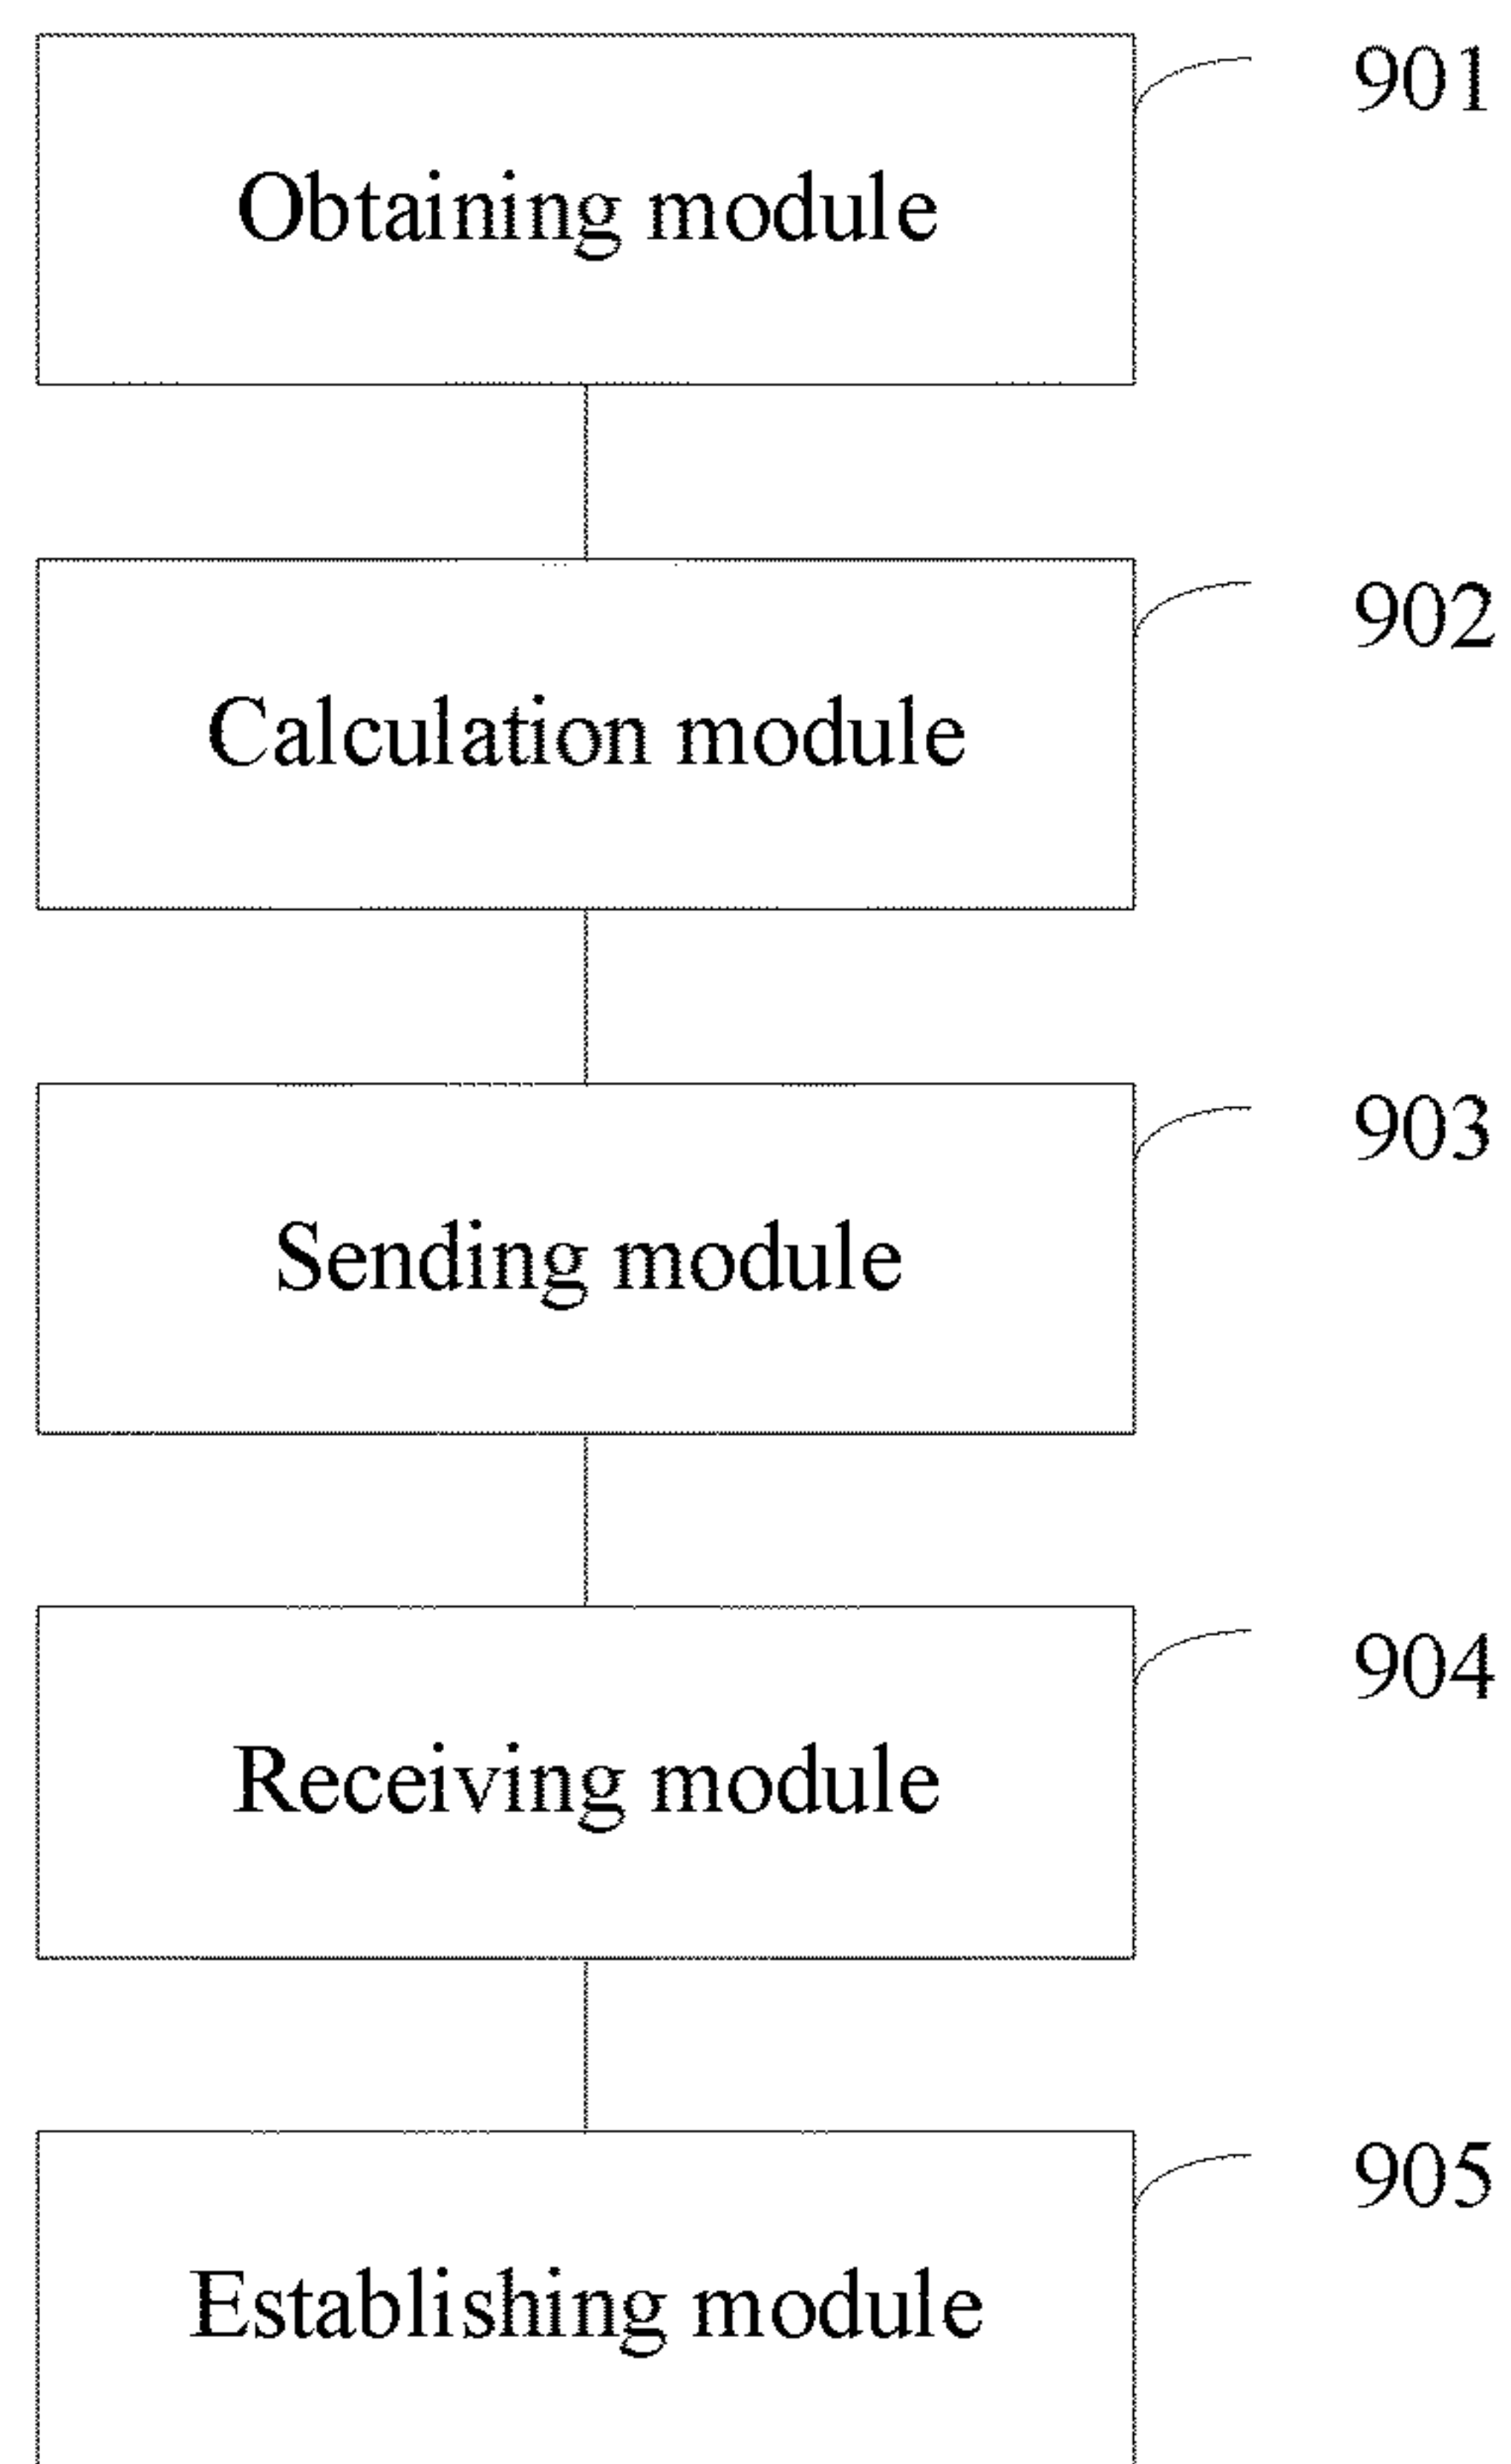 901
Obtaining module
902
Calculation module
903
Sending module
904
Receiving module
905
Establishing module